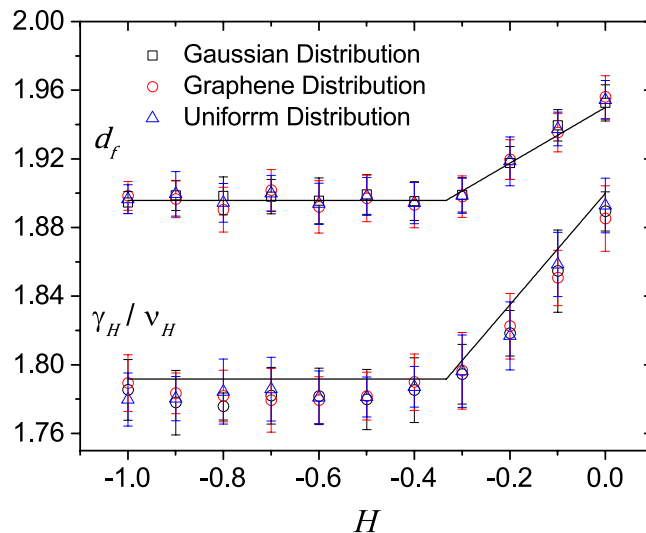 2.00
Gaussian Distribution
Graphene Distribution
1.96
Uniforrm Distribution
d_f
1.92
1.88
1.84
γ_H / ν_H
1.80
1.76
-1.0 -0.8 -0.6 -0.4 -0.2 0.0
H